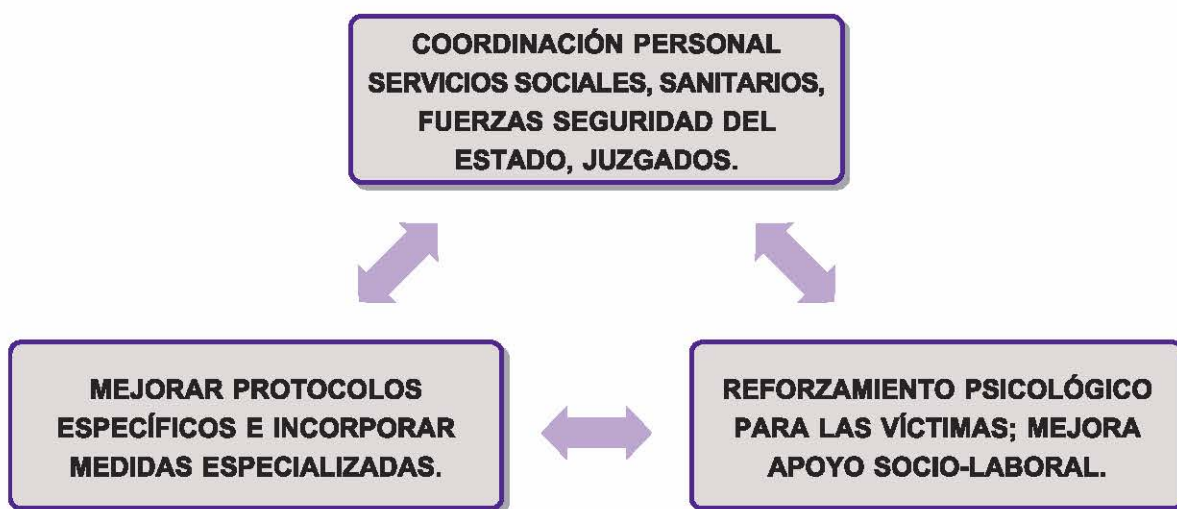 COORDINACIÓN PERSONAL
SERVICIOS SOCIALES, SANITARIOS,
FUERZAS SEGURIDAD DEL
ESTADO, JUZGADOS.
MEJORAR PROTOCOLOS
ESPECÍFICOS E INCORPORAR
MEDIDAS ESPECIALIZADAS.
REFORZAMIENTO PSICOLÓGICO
PARA LAS VÍCTIMAS; MEJORA
APOYO SOCIO-LABORAL.